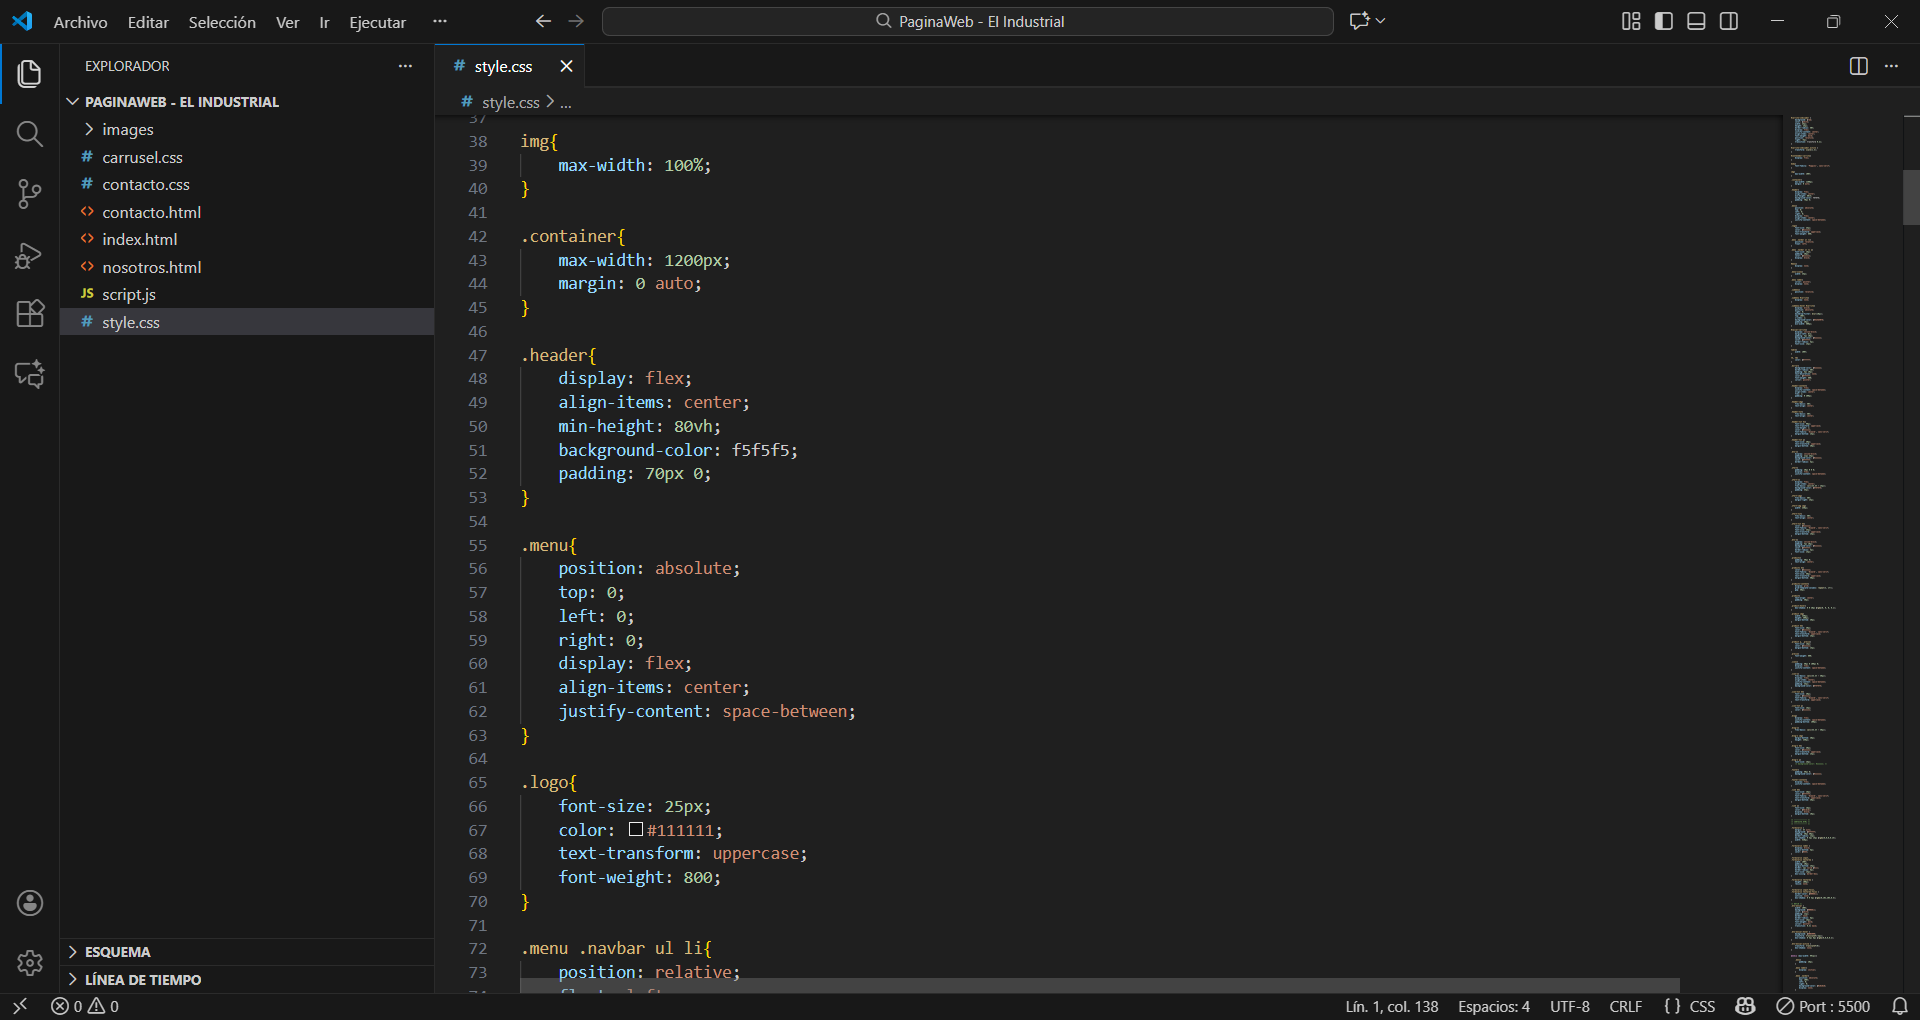 Archivo Editar Selección Ver Ir Ejecutar ···
PaginaWeb - El Industrial
EXPLORADOR ···
PAGINAWEB - EL INDUSTRIAL
images
# carrusel.css
# contacto.css
<> contacto.html
<> index.html
<> nosotros.html
JS script.js
# style.css
ESQUEMA
LÍNEA DE TIEMPO
# style.css
# style.css > ...
37
38 img{
39 max-width: 100%;
40 }
41
42 .container{
43 max-width: 1200px;
44 margin: 0 auto;
45 }
46
47 .header{
48 display: flex;
49 align-items: center;
50 min-height: 80vh;
51 background-color: f5f5f5;
52 padding: 70px 0;
53 }
54
55 .menu{
56 position: absolute;
57 top: 0;
58 left: 0;
59 right: 0;
60 display: flex;
61 align-items: center;
62 justify-content: space-between;
63 }
64
65 .logo{
66 font-size: 25px;
67 color: #111111;
68 text-transform: uppercase;
69 font-weight: 800;
70 }
71
72 .menu .navbar ul li{
73 position: relative;
0 0
Lín. 1, col. 138 Espacios: 4 UTF-8 CRLF {} CSS Port : 5500